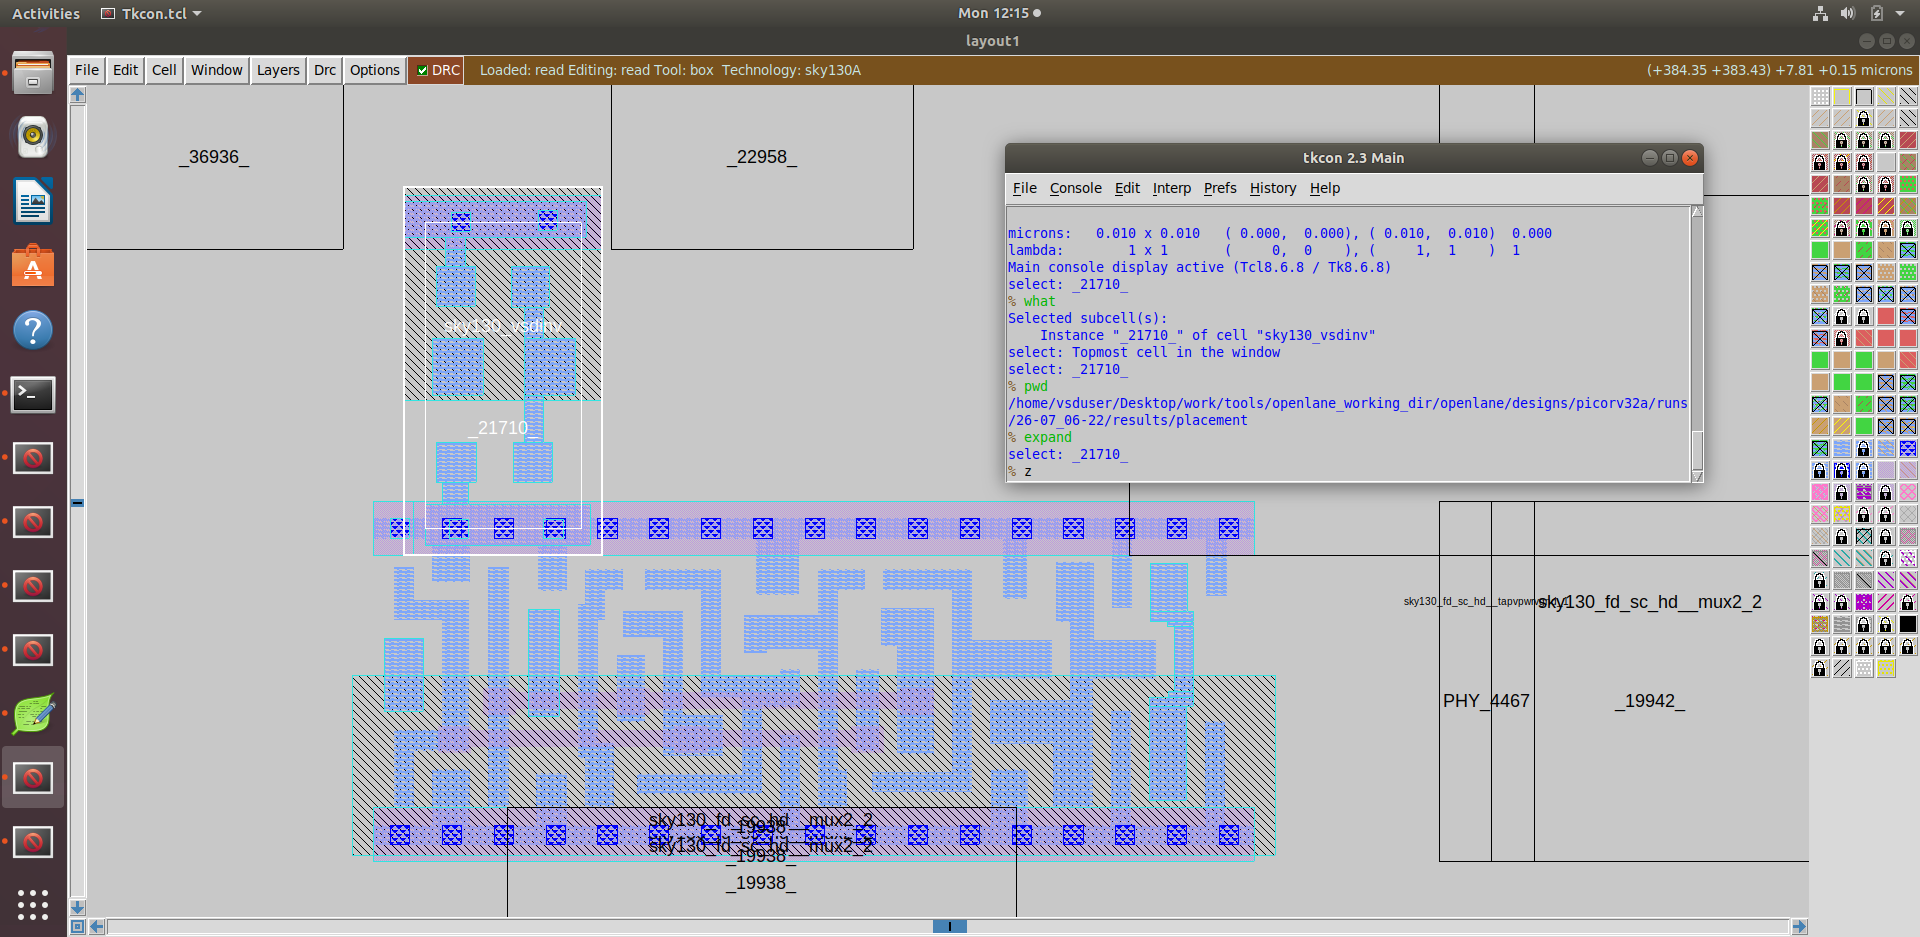 Activities Tkcon.tcl Mon 12:15
layout1
File Edit Cell Window Layers Drc Options DRC Loaded: read Editing: read Tool: box Technology: sky130A (+384.35 +383.43) +7.81 +0.15 microns
_36936_
_22958_
sky130_vsdinv
_21710_
tkcon 2.3 Main
File Console Edit Interp Prefs History Help
microns: 0.010 x 0.010 ( 0.000, 0.000), ( 0.010, 0.010) 0.000
lambda: 1 x 1 ( 0, 0 ), ( 1, 1 ) 1
Main console display active (Tcl8.6.8 / Tk8.6.8)
select: _21710_
% what
Selected subcell(s):
Instance "_21710_" of cell "sky130_vsdinv"
select: Topmost cell in the window
select: _21710_
% pwd
/home/vsduser/Desktop/work/tools/openlane_working_dir/openlane/designs/picorv32a/runs
/26-07_06-22/results/placement
% expand
select: _21710_
% z
sky130_fd_sc_hd__mux2_2
PHY_4467
_19942_
sky130_fd_sc_hd__mux2_2
_19938_
sky130_fd_sc_hd__mux2_2
_19938_
_19938_